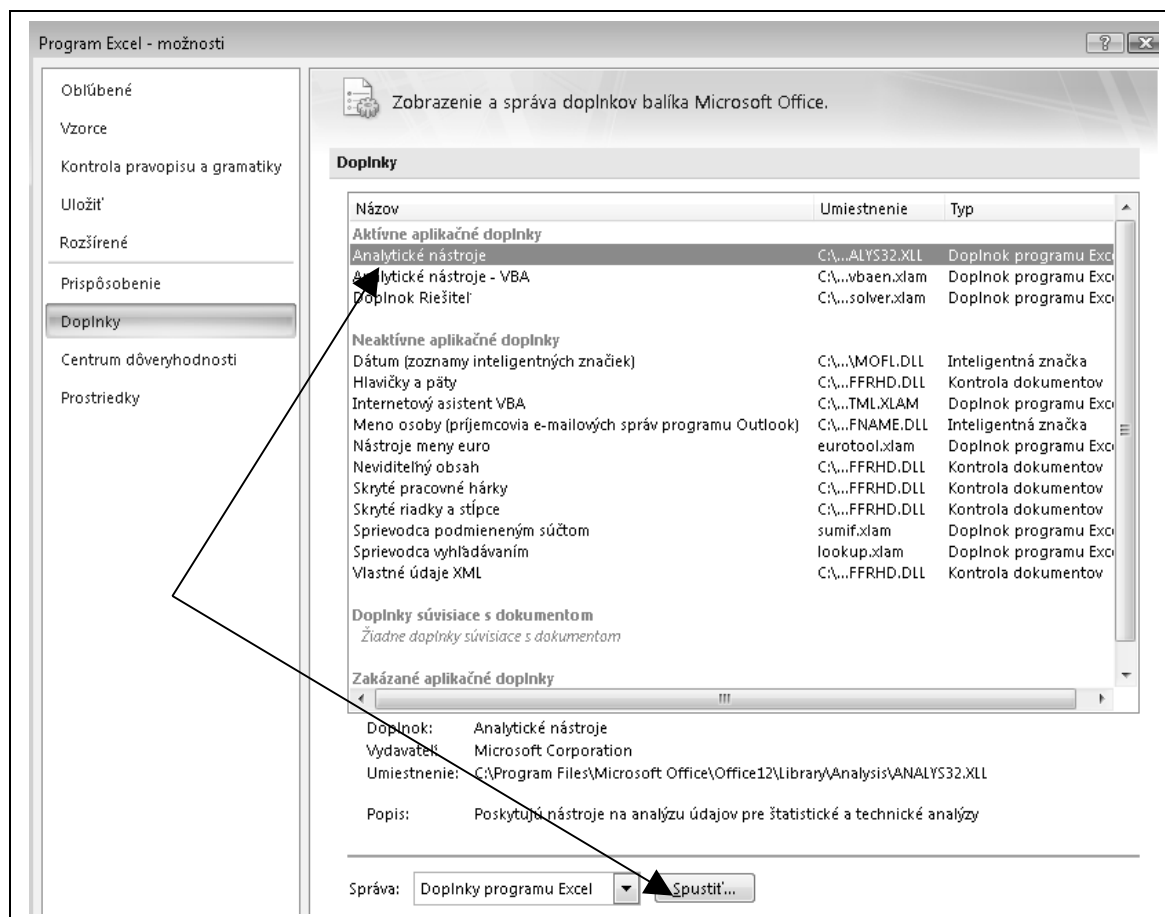 Program Excel - možnosti
Obľúbené
Vzorce
Kontrola pravopisu a gramatiky
Uložiť
Rozšírené
Prispôsobenie
Doplnky
Centrum dôveryhodnosti
Prostriedky
Zobrazenie a správa doplnkov balíka Microsoft Office.
Doplnky
Názov Umiestnenie Typ
Aktívne aplikačné doplnky
Analytické nástroje C:\...ALYS32.XLL Doplnok programu Exc
Analytické nástroje - VBA C:\...vbaen.xlam Doplnok programu Exc
Doplnok Riešiteľ C:\...solver.xlam Doplnok programu Exc
Neaktívne aplikačné doplnky
Dátum (zoznamy inteligentných značiek) C:\...\MOFL.DLL Inteligentná značka
Hlavičky a päty C:\...FFRHD.DLL Kontrola dokumentov
Internetový asistent VBA C:\...TML.XLAM Doplnok programu Exc
Meno osoby (príjemcovia e-mailových správ programu Outlook) C:\...FNAME.DLL Inteligentná značka
Nástroje meny euro eurotool.xlam Doplnok programu Exc
Neviditeľný obsah C:\...FFRHD.DLL Kontrola dokumentov
Skryté pracovné hárky C:\...FFRHD.DLL Kontrola dokumentov
Skryté riadky a stĺpce C:\...FFRHD.DLL Kontrola dokumentov
Sprievodca podmieneným súčtom sumif.xlam Doplnok programu Exc
Sprievodca vyhľadávaním lookup.xlam Doplnok programu Exc
Vlastné údaje XML C:\...FFRHD.DLL Kontrola dokumentov
Doplnky súvisiace s dokumentom
Žiadne doplnky súvisiace s dokumentom
Zakázané aplikačné doplnky
Doplnok: Analytické nástroje
Vydavateľ: Microsoft Corporation
Umiestnenie: C:\Program Files\Microsoft Office\Office12\Library\Analysis\ANALYS32.XLL
Popis: Poskytujú nástroje na analýzu údajov pre štatistické a technické analýzy
Správa: Doplnky programu Excel Spustiť...